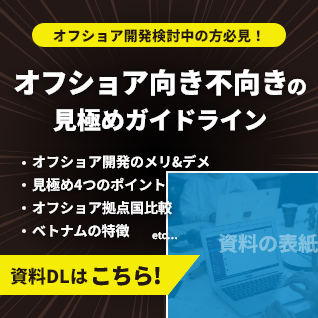 オフショア開発検討中の方必見！
オフショア向き不向きの
見極めガイドライン
• オフショア開発のメリ&デメ
• 見極め4つのポイント
• オフショア拠点国比較
• ベトナムの特徴
etc...
資料の表紙
資料DLは こちら!